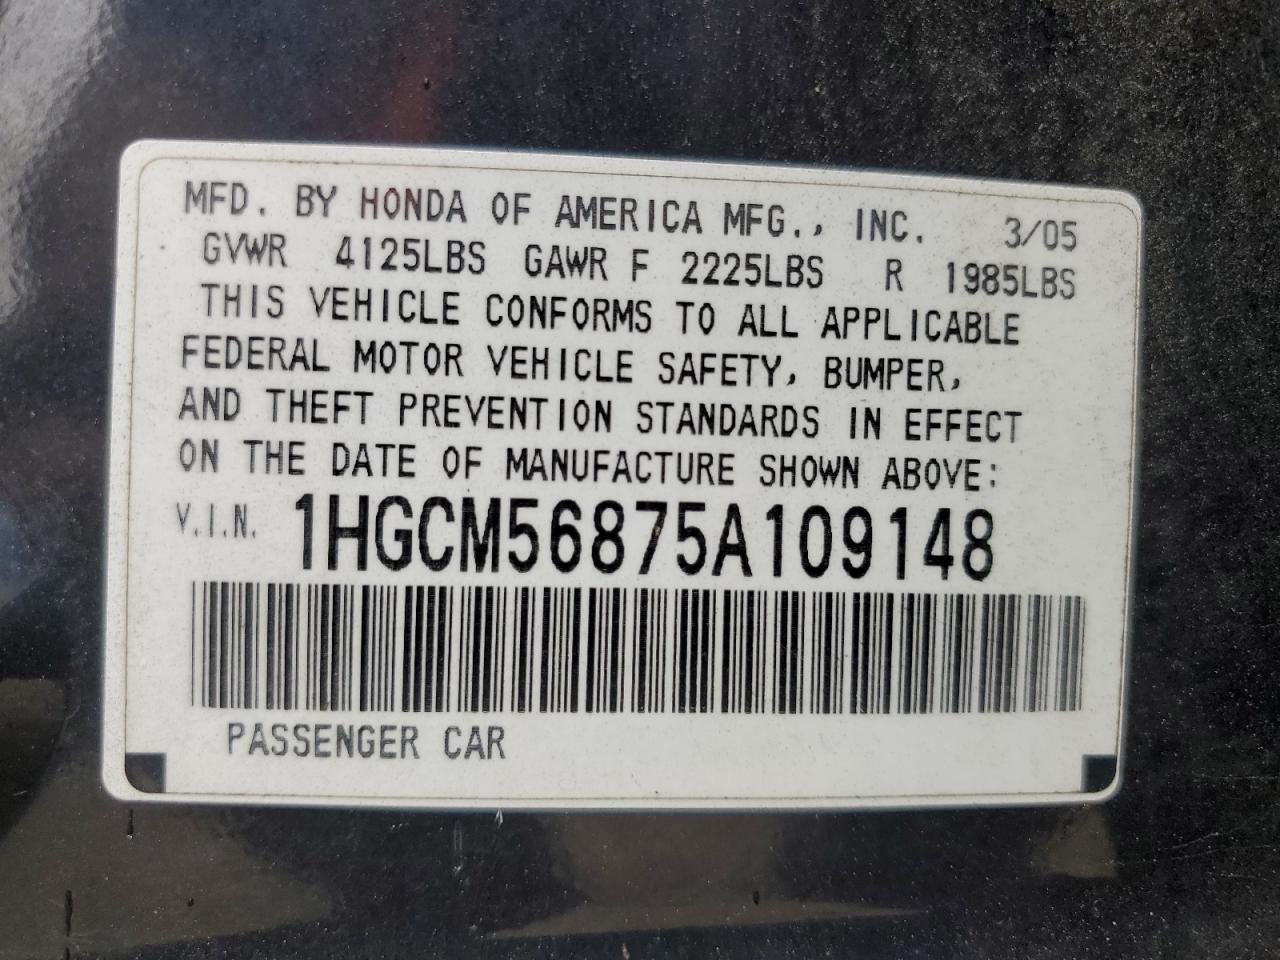 MFD. BY HONDA OF AMERICA MFG., INC. 3/05
GVWR 4125LBS GAWR F 2225LBS R 1985LBS
THIS VEHICLE CONFORMS TO ALL APPLICABLE
FEDERAL MOTOR VEHICLE SAFETY, BUMPER,
AND THEFT PREVENTION STANDARDS IN EFFECT
ON THE DATE OF MANUFACTURE SHOWN ABOVE:
V.I.N. 1HGCM56875A109148
PASSENGER CAR